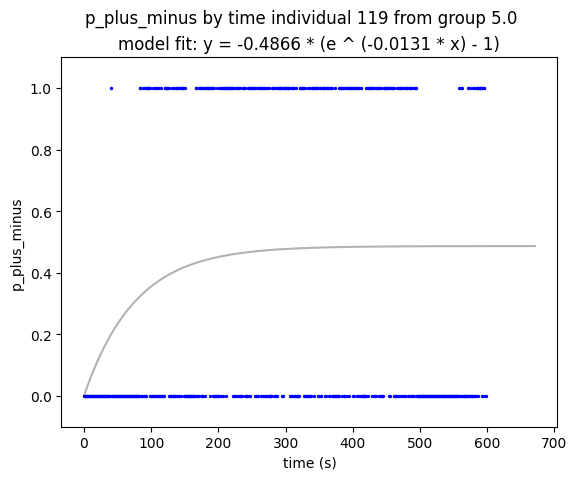 p_plus_minus by time individual 119 from group 5.0
model fit: y = -0.4866 * (e ^ (-0.0131 * x) - 1)
1.0
0.8
0.6
0.4
0.2
0.0
p_plus_minus
0 100 200 300 400 500 600 700
time (s)